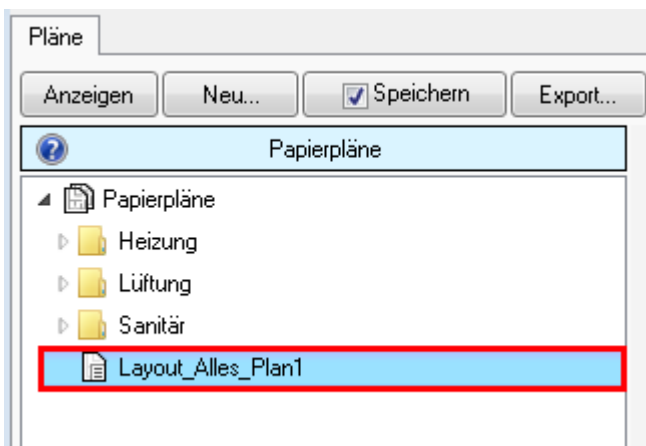 Pläne
Anzeigen Neu... Speichern Export...
Papierpläne
Papierpläne
Heizung
Lüftung
Sanitär
Layout_Alles_Plan1